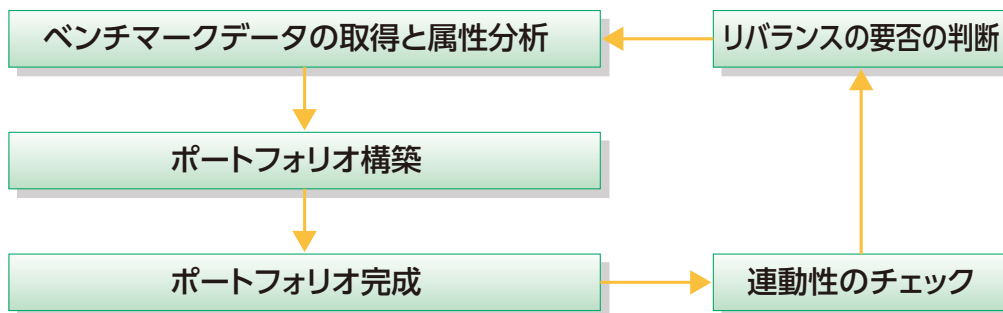 ベンチマークデータの取得と属性分析
リバランスの要否の判断
ポートフォリオ構築
ポートフォリオ完成
連動性のチェック